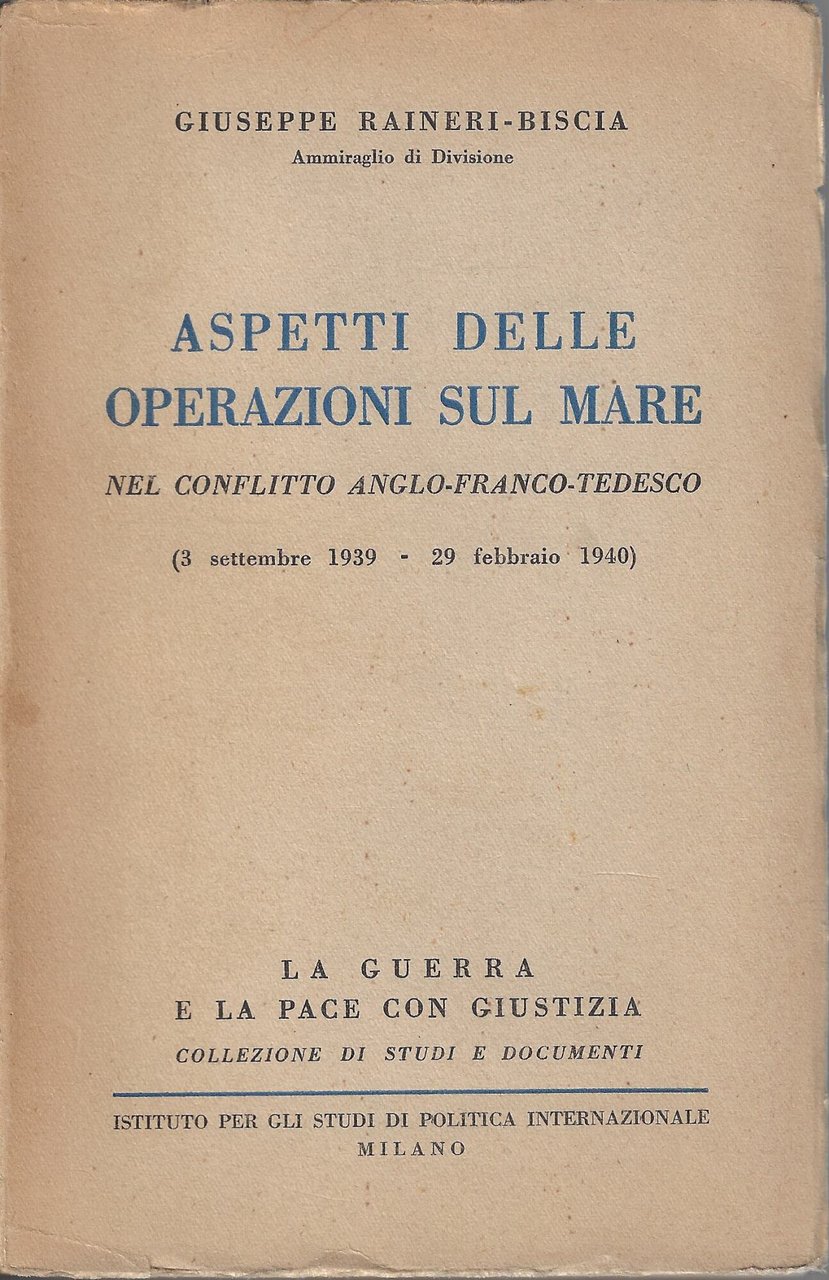 GIUSEPPE RAINERI-BISCIA
Ammiraglio di Divisione
ASPETTI DELLE
OPERAZIONI SUL MARE
NEL CONFLITTO ANGLO-FRANCO-TEDESCO
(3 settembre 1939 - 29 febbraio 1940)
LA GUERRA
E LA PACE CON GIUSTIZIA
COLLEZIONE DI STUDI E DOCUMENTI
ISTITUTO PER GLI STUDI DI POLITICA INTERNAZIONALE
MILANO